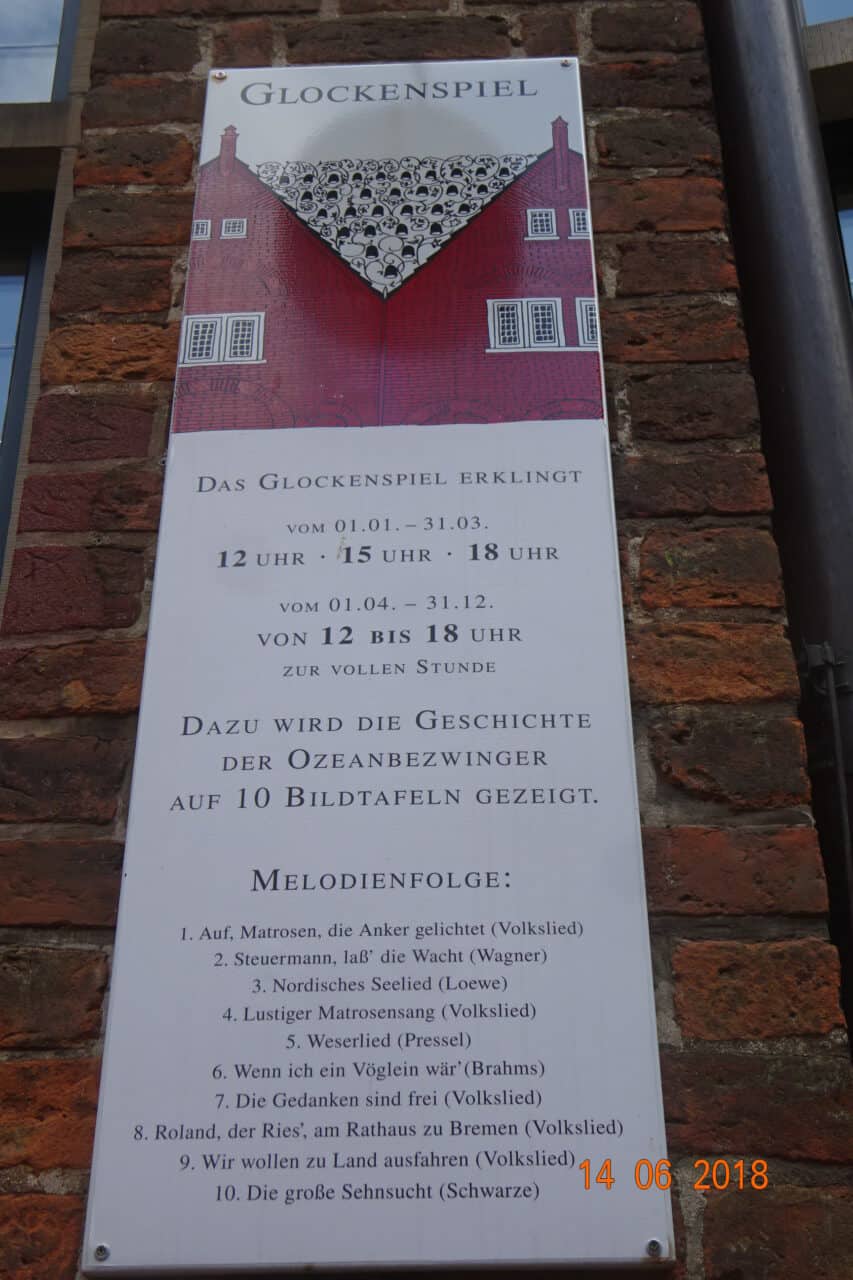 GLOCKENSPIEL
DAS GLOCKENSPIEL ERKLINGT
VOM 01.01. – 31.03.
12 UHR · 15 UHR · 18 UHR
VOM 01.04. – 31.12.
VON 12 BIS 18 UHR
ZUR VOLLEN STUNDE
DAZU WIRD DIE GESCHICHTE
DER OZEANBEZWINGER
AUF 10 BILDTAFELN GEZEIGT.
MELODIENFOLGE:
1. Auf, Matrosen, die Anker gelichtet (Volkslied)
2. Steuermann, laß' die Wacht (Wagner)
3. Nordisches Seelied (Loewe)
4. Lustiger Matrosensang (Volkslied)
5. Weserlied (Pressel)
6. Wenn ich ein Vöglein wär'(Brahms)
7. Die Gedanken sind frei (Volkslied)
8. Roland, der Ries', am Rathaus zu Bremen (Volkslied)
9. Wir wollen zu Land ausfahren (Volkslied)
10. Die große Sehnsucht (Schwarze)
14 06 2018